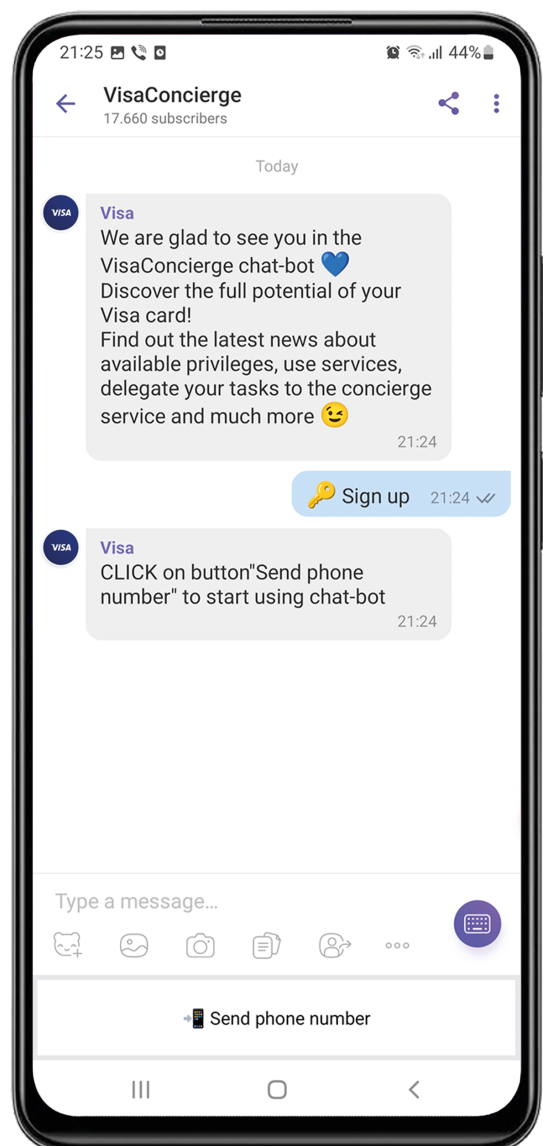 21:25
44%
VisaConcierge
17.660 subscribers
Today
VISA
Visa
We are glad to see you in the
VisaConcierge chat-bot 💙
Discover the full potential of your
Visa card!
Find out the latest news about
available privileges, use services,
delegate your tasks to the concierge
service and much more 😉
21:24
🔑 Sign up 21:24
VISA
Visa
CLICK on button"Send phone
number" to start using chat-bot
21:24
Type a message...
📲 Send phone number